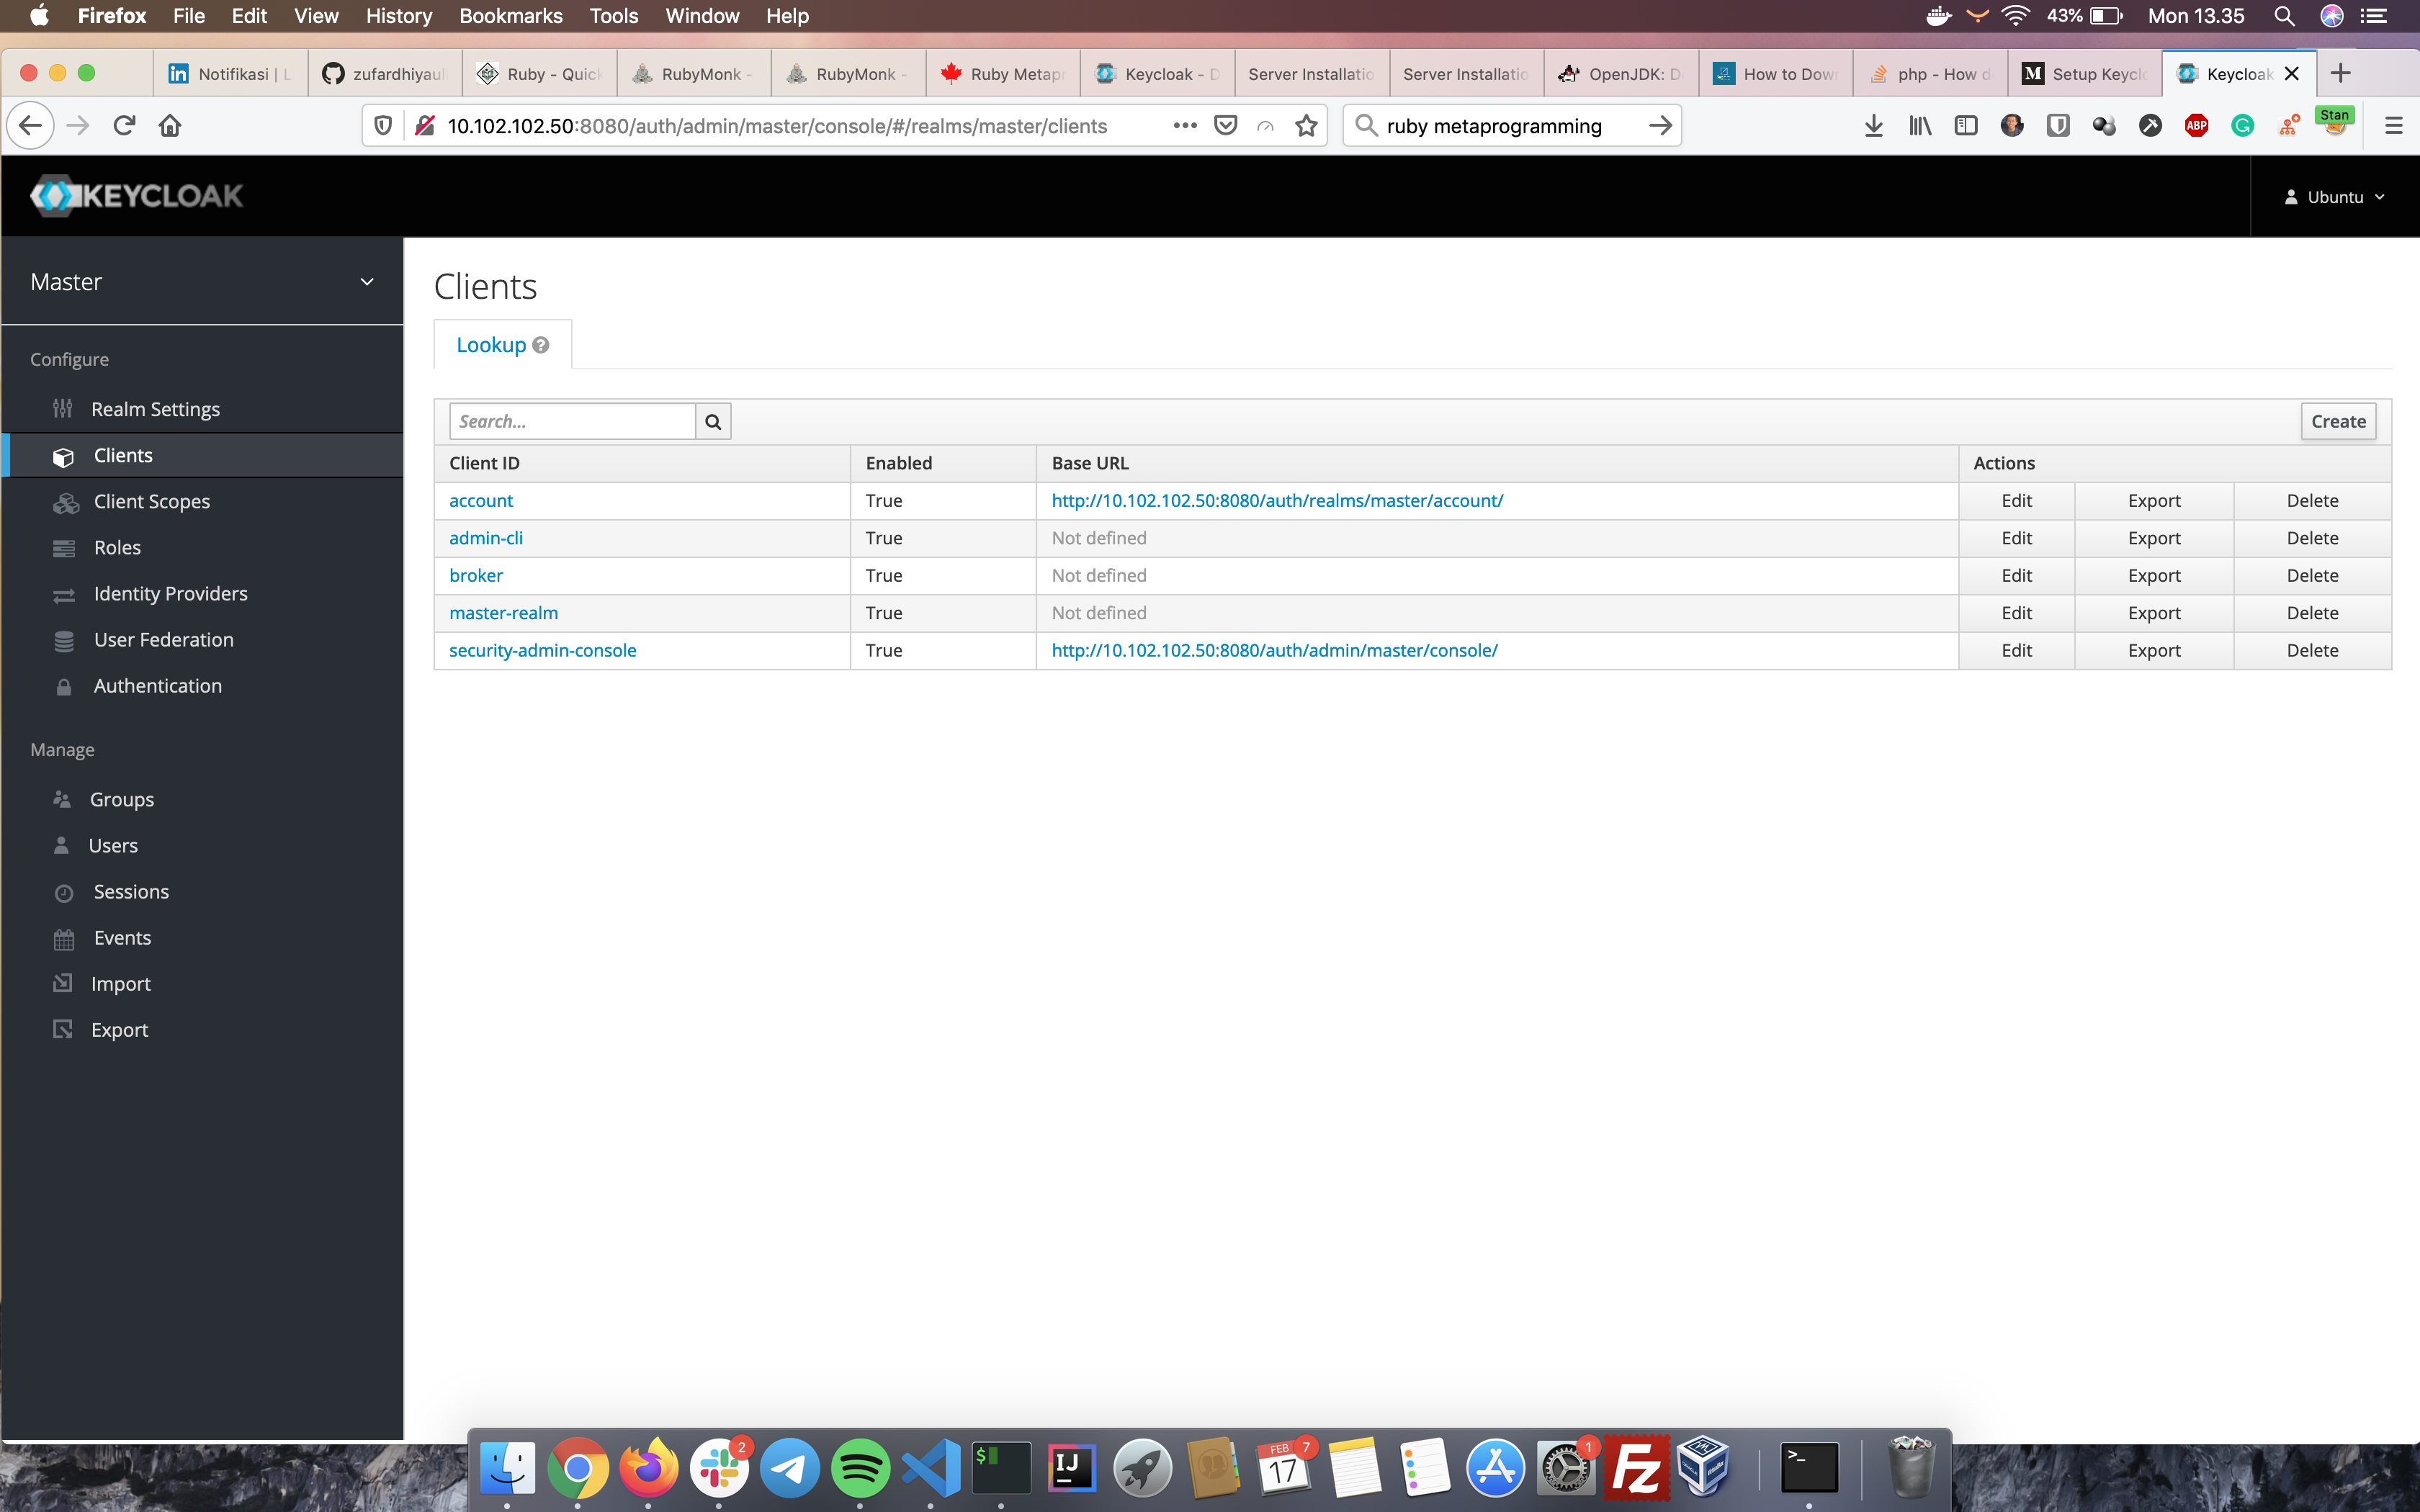 Firefox File Edit View History Bookmarks Tools Window Help 43% Mon 13.35
Notifikasi | L zufardhiyaul Ruby - Quick RubyMonk - RubyMonk - Ruby Metapr Keycloak - D Server Installatio Server Installatio OpenJDK: D How to Dow php - How d M Setup Keycl Keycloak
10.102.102.50:8080/auth/admin/master/console/#/realms/master/clients ruby metaprogramming ABP Stan
KEYCLOAK Ubuntu
Master
Configure
Realm Settings
Clients
Client Scopes
Roles
Identity Providers
User Federation
Authentication
Manage
Groups
Users
Sessions
Events
Import
Export
Clients
Lookup
Search... Create
Client ID Enabled Base URL Actions
account True http://10.102.102.50:8080/auth/realms/master/account/ Edit Export Delete
admin-cli True Not defined Edit Export Delete
broker True Not defined Edit Export Delete
master-realm True Not defined Edit Export Delete
security-admin-console True http://10.102.102.50:8080/auth/admin/master/console/ Edit Export Delete
2 $ IJ FEB 17 7 1 Fz >_